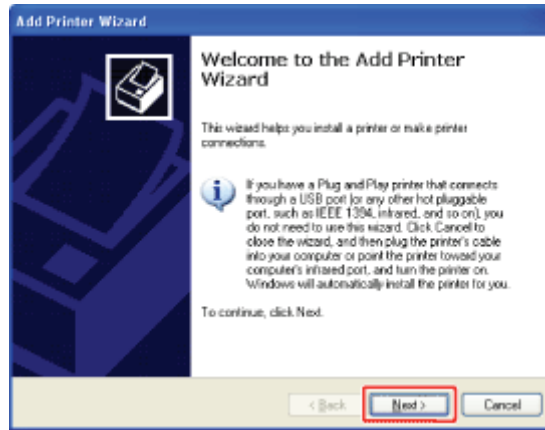 Add Printer Wizard
Welcome to the Add Printer
Wizard
This wizard helps you install a printer or make printer
connections.
If you have a Plug and Play printer that connects
through a USB port (or any other hot pluggable
port, such as IEEE 1394, infrared, and so on), you
do not need to use this wizard. Click Cancel to
close the wizard, and then plug the printer's cable
into your computer or point the printer toward your
computer's infrared port, and turn the printer on.
Windows will automatically install the printer for you.
To continue, click Next.
< Back Next > Cancel